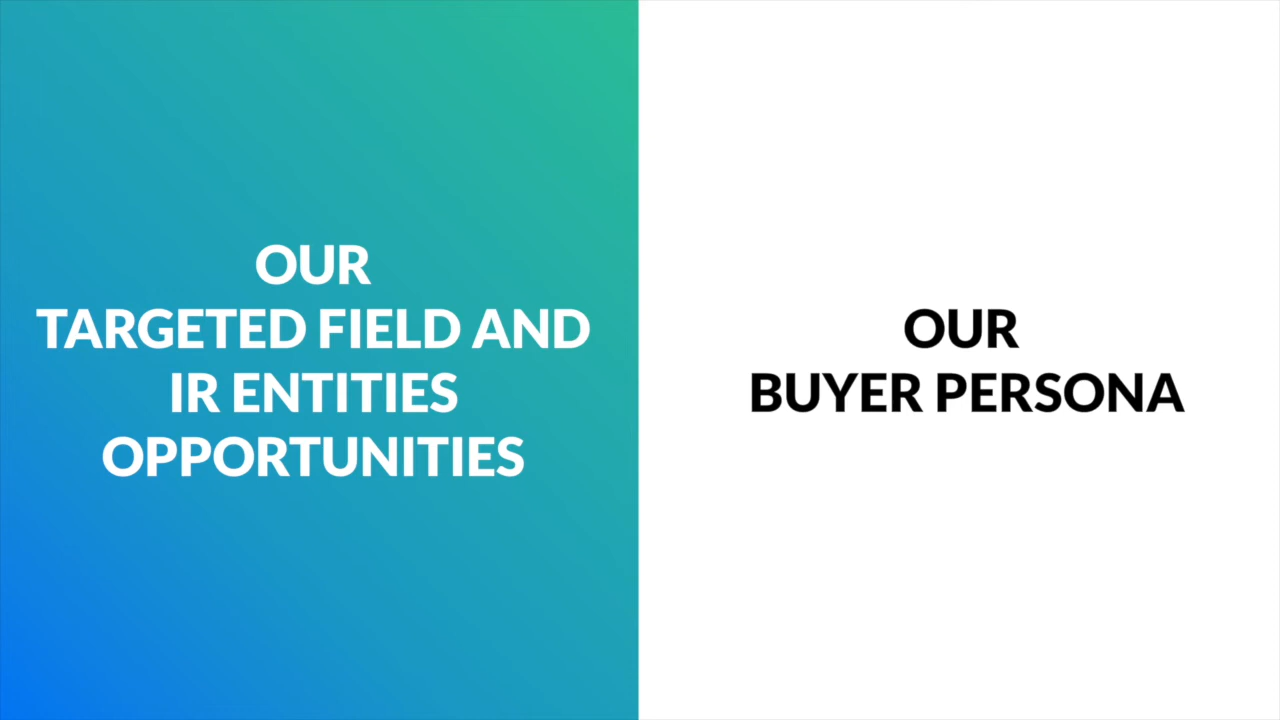 OUR
TARGETED FIELD AND
IR ENTITIES
OPPORTUNITIES
OUR
BUYER PERSONA